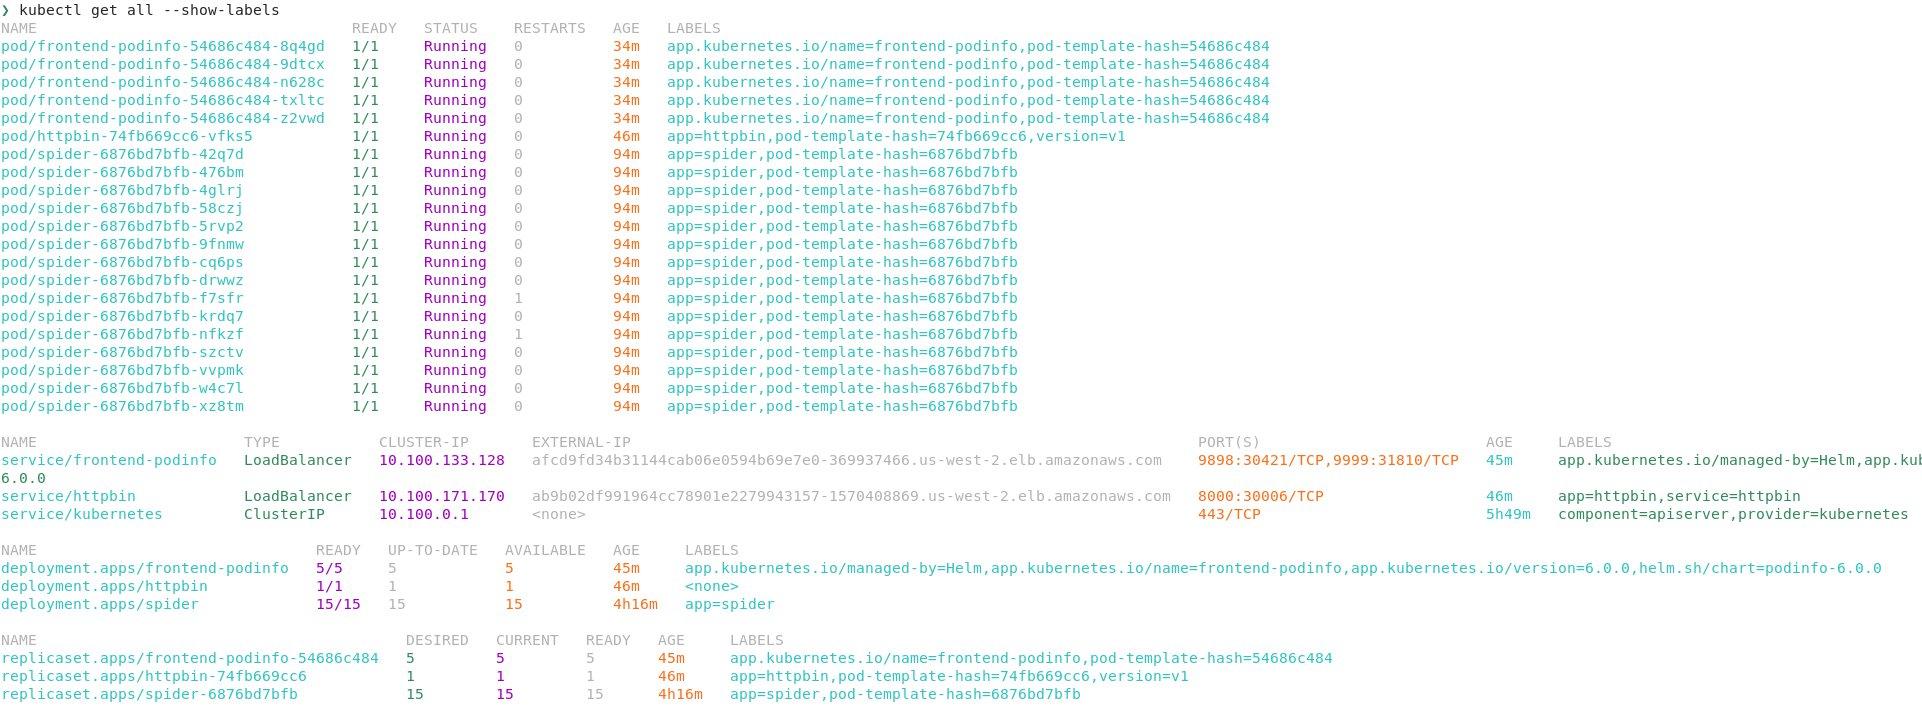 ❯ kubectl get all --show-labels
NAME READY STATUS RESTARTS AGE LABELS
pod/frontend-podinfo-54686c484-8q4gd 1/1 Running 0 34m app.kubernetes.io/name=frontend-podinfo,pod-template-hash=54686c484
pod/frontend-podinfo-54686c484-9dtcx 1/1 Running 0 34m app.kubernetes.io/name=frontend-podinfo,pod-template-hash=54686c484
pod/frontend-podinfo-54686c484-n628c 1/1 Running 0 34m app.kubernetes.io/name=frontend-podinfo,pod-template-hash=54686c484
pod/frontend-podinfo-54686c484-txltc 1/1 Running 0 34m app.kubernetes.io/name=frontend-podinfo,pod-template-hash=54686c484
pod/frontend-podinfo-54686c484-z2vwd 1/1 Running 0 34m app.kubernetes.io/name=frontend-podinfo,pod-template-hash=54686c484
pod/httpbin-74fb669cc6-vfks5 1/1 Running 0 46m app=httpbin,pod-template-hash=74fb669cc6,version=v1
pod/spider-6876bd7bfb-42q7d 1/1 Running 0 94m app=spider,pod-template-hash=6876bd7bfb
pod/spider-6876bd7bfb-476bm 1/1 Running 0 94m app=spider,pod-template-hash=6876bd7bfb
pod/spider-6876bd7bfb-4glrj 1/1 Running 0 94m app=spider,pod-template-hash=6876bd7bfb
pod/spider-6876bd7bfb-58czj 1/1 Running 0 94m app=spider,pod-template-hash=6876bd7bfb
pod/spider-6876bd7bfb-5rvp2 1/1 Running 0 94m app=spider,pod-template-hash=6876bd7bfb
pod/spider-6876bd7bfb-9fnmw 1/1 Running 0 94m app=spider,pod-template-hash=6876bd7bfb
pod/spider-6876bd7bfb-cq6ps 1/1 Running 0 94m app=spider,pod-template-hash=6876bd7bfb
pod/spider-6876bd7bfb-drwwz 1/1 Running 0 94m app=spider,pod-template-hash=6876bd7bfb
pod/spider-6876bd7bfb-f7sfr 1/1 Running 1 94m app=spider,pod-template-hash=6876bd7bfb
pod/spider-6876bd7bfb-krdq7 1/1 Running 0 94m app=spider,pod-template-hash=6876bd7bfb
pod/spider-6876bd7bfb-nfkzf 1/1 Running 1 94m app=spider,pod-template-hash=6876bd7bfb
pod/spider-6876bd7bfb-szctv 1/1 Running 0 94m app=spider,pod-template-hash=6876bd7bfb
pod/spider-6876bd7bfb-vvpmk 1/1 Running 0 94m app=spider,pod-template-hash=6876bd7bfb
pod/spider-6876bd7bfb-w4c7l 1/1 Running 0 94m app=spider,pod-template-hash=6876bd7bfb
pod/spider-6876bd7bfb-xz8tm 1/1 Running 0 94m app=spider,pod-template-hash=6876bd7bfb
NAME TYPE CLUSTER-IP EXTERNAL-IP PORT(S) AGE LABELS
service/frontend-podinfo LoadBalancer 10.100.133.128 afcd9fd34b31144cab06e0594b69e7e0-369937466.us-west-2.elb.amazonaws.com 9898:30421/TCP,9999:31810/TCP 45m app.kubernetes.io/managed-by=Helm,app.kub
6.0.0
service/httpbin LoadBalancer 10.100.171.170 ab9b02df991964cc78901e2279943157-1570408869.us-west-2.elb.amazonaws.com 8000:30006/TCP 46m app=httpbin,service=httpbin
service/kubernetes ClusterIP 10.100.0.1 <none> 443/TCP 5h49m component=apiserver,provider=kubernetes
NAME READY UP-TO-DATE AVAILABLE AGE LABELS
deployment.apps/frontend-podinfo 5/5 5 5 45m app.kubernetes.io/managed-by=Helm,app.kubernetes.io/name=frontend-podinfo,app.kubernetes.io/version=6.0.0,helm.sh/chart=podinfo-6.0.0
deployment.apps/httpbin 1/1 1 1 46m <none>
deployment.apps/spider 15/15 15 15 4h16m app=spider
NAME DESIRED CURRENT READY AGE LABELS
replicaset.apps/frontend-podinfo-54686c484 5 5 5 45m app.kubernetes.io/name=frontend-podinfo,pod-template-hash=54686c484
replicaset.apps/httpbin-74fb669cc6 1 1 1 46m app=httpbin,pod-template-hash=74fb669cc6,version=v1
replicaset.apps/spider-6876bd7bfb 15 15 15 4h16m app=spider,pod-template-hash=6876bd7bfb